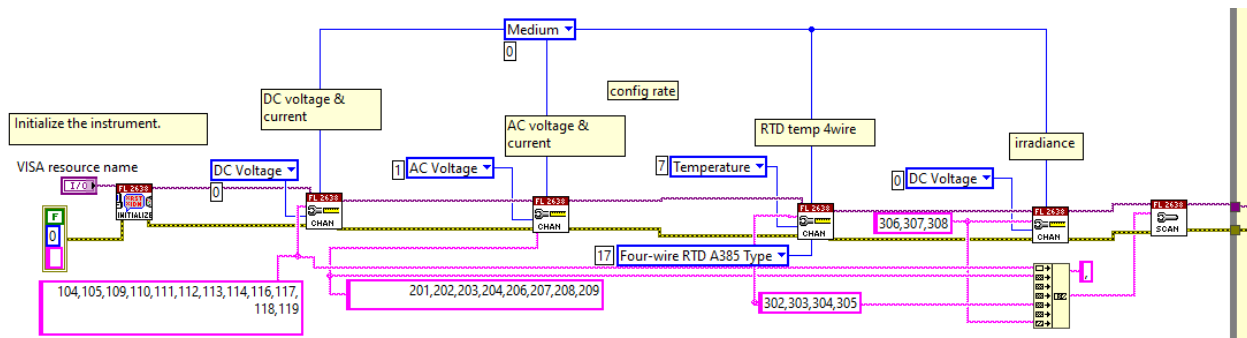 Medium
0
config rate
DC voltage &
current
Initialize the instrument.
AC voltage &
current
RTD temp 4wire
irradiance
VISA resource name
I/O
DC Voltage
0
1
AC Voltage
7
Temperature
0
DC Voltage
FL 2638
INITIALIZE
FL 2638
CHAN
FL 2638
CHAN
FL 2638
CHAN
FL 2638
CHAN
FL 2638
SCAN
F
0
306,307,308
17
Four-wire RTD A385 Type
104,105,109,110,111,112,113,114,116,117,
118,119
201,202,203,204,206,207,208,209
302,303,304,305
,